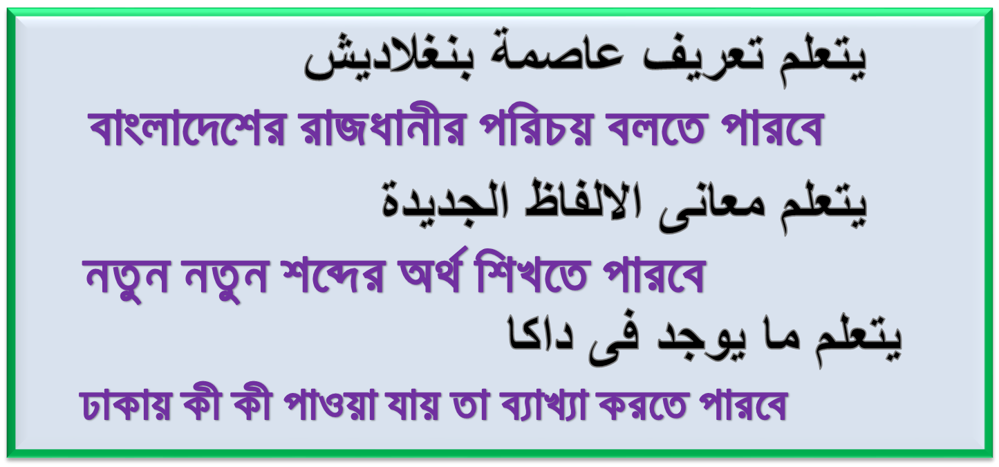 يتعلم تعريف عاصمة بنغلاديش
বাংলাদেশের রাজধানীর পরিচয় বলতে পারবে
يتعلم معانى الالفاظ الجديدة
নতুন নতুন শব্দের অর্থ শিখতে পারবে
يتعلم ما يوجد فى داكا
ঢাকায় কী কী পাওয়া যায় তা ব্যাখ্যা করতে পারবে